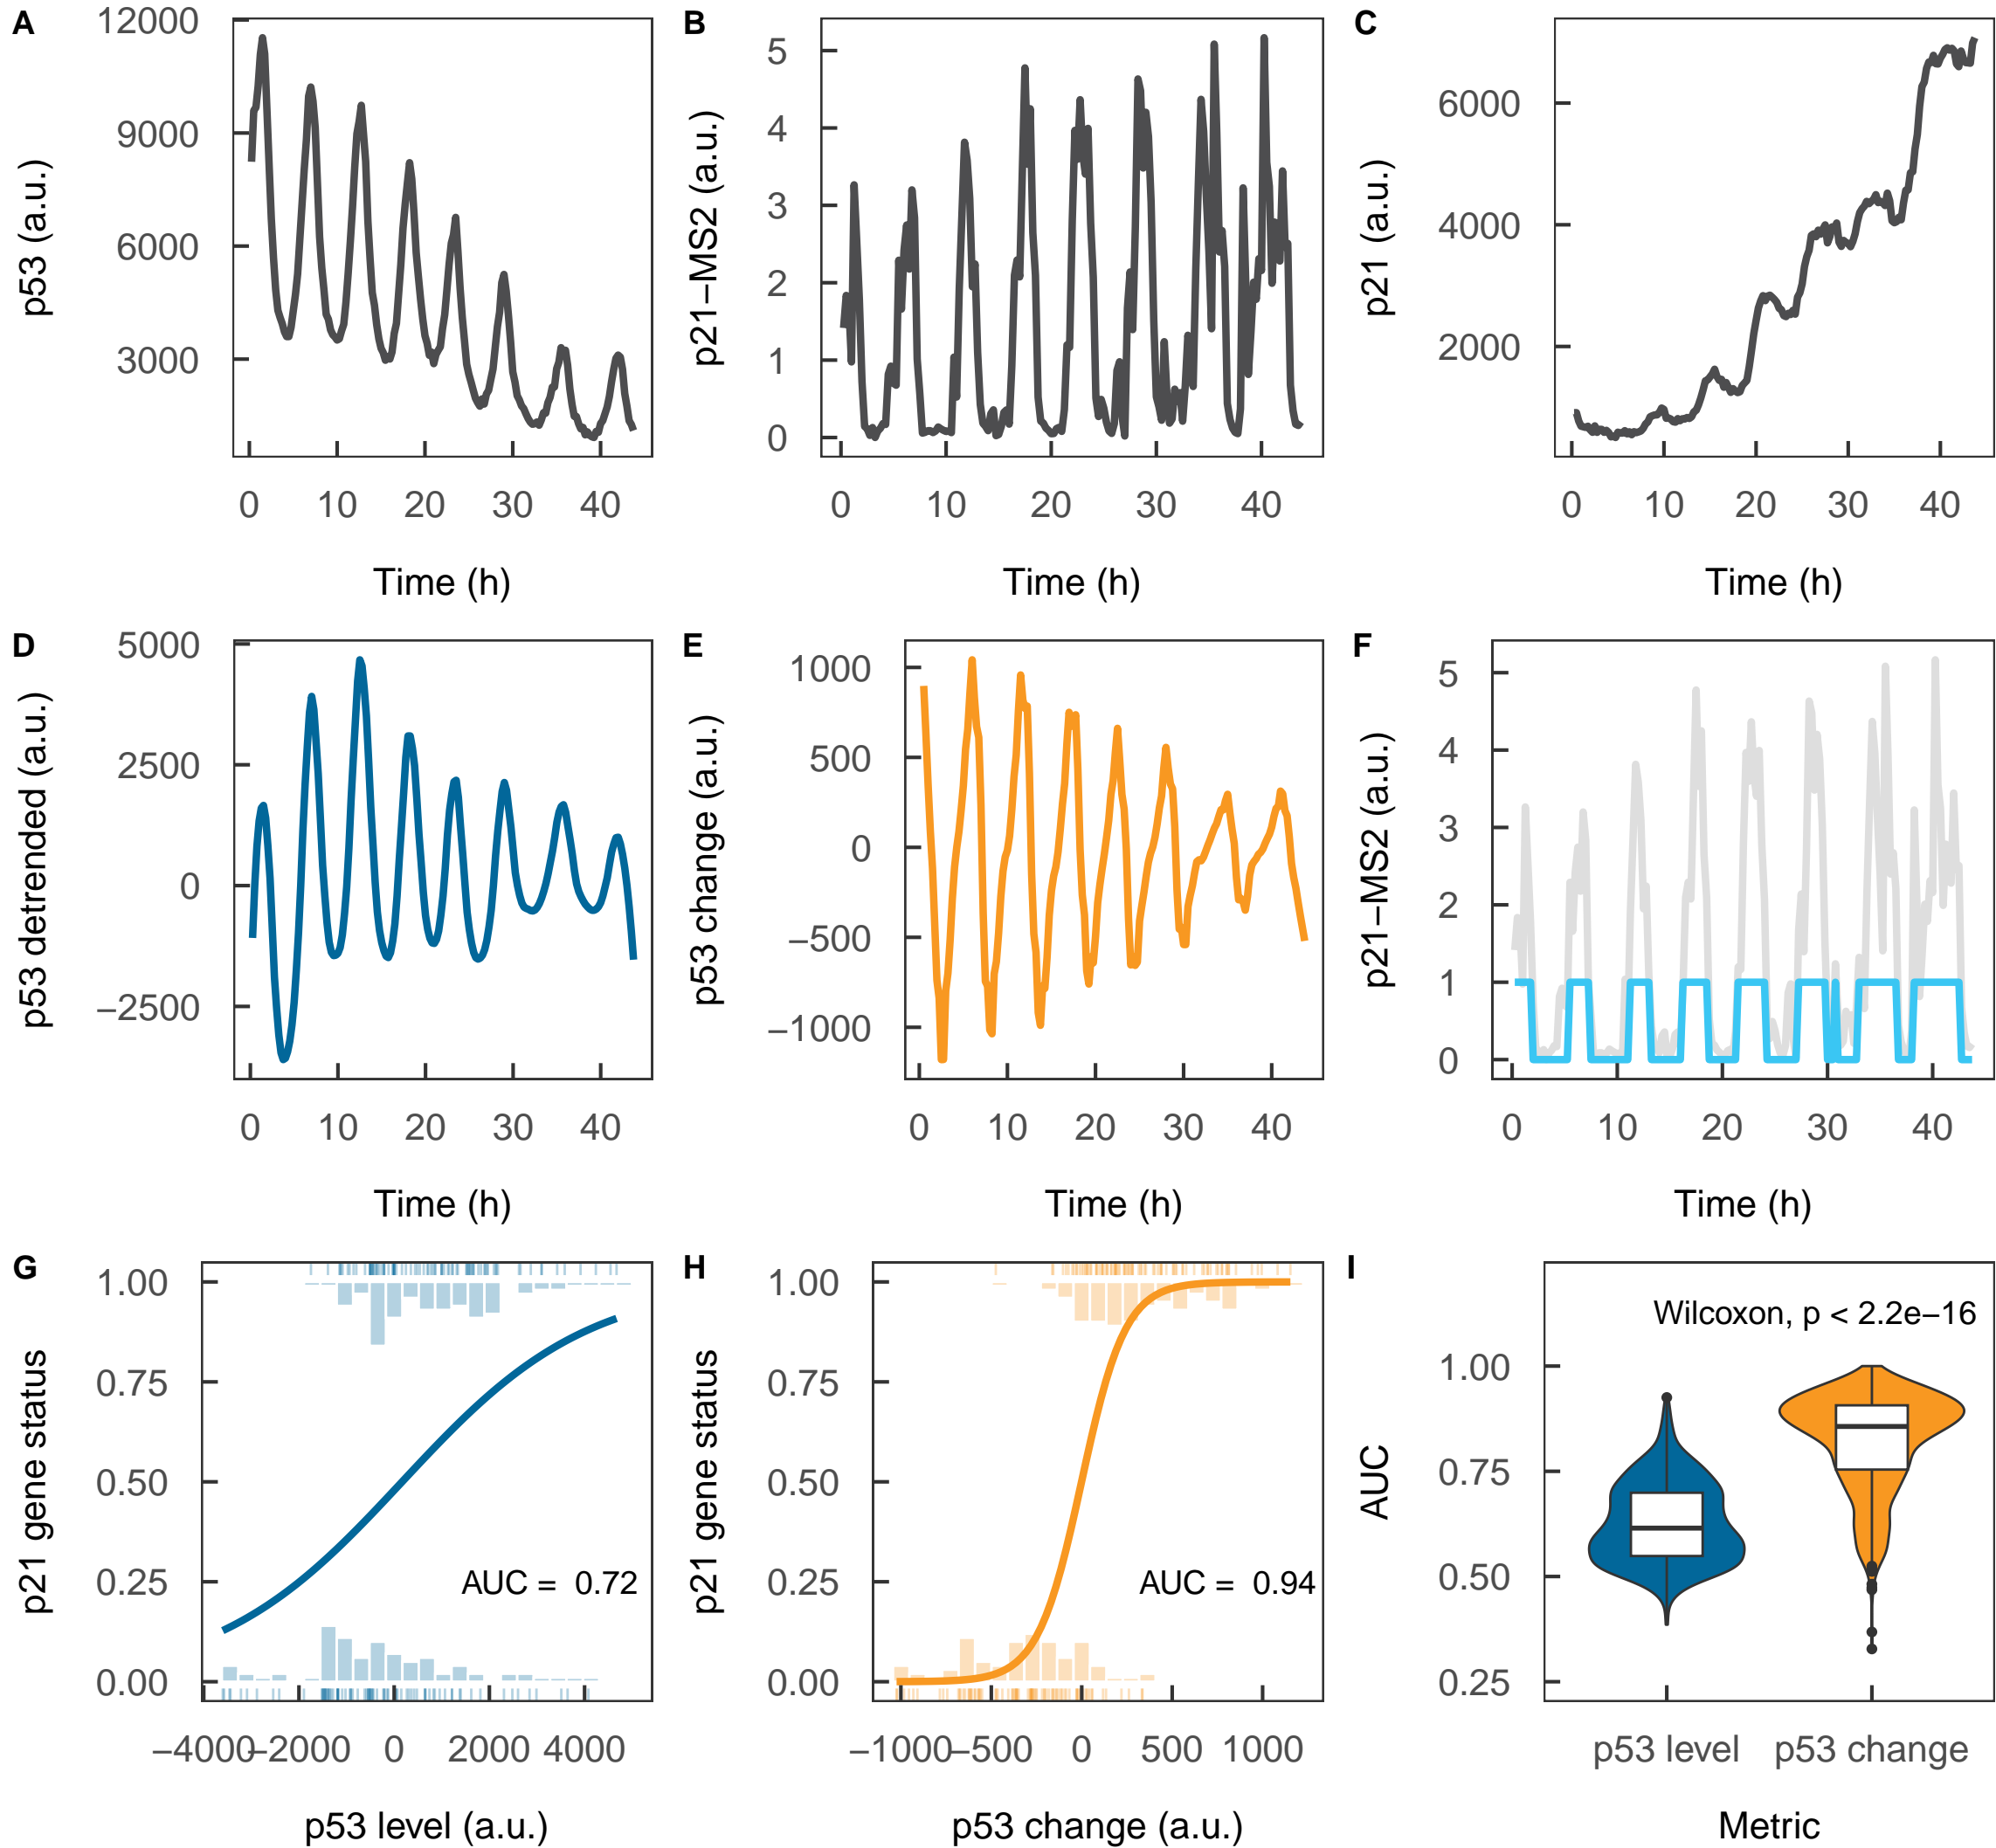 A
12000
9000
6000
3000
p53 (a.u.)
0 10 20 30 40
Time (h)
B
5
4
3
2
1
0
p21−MS2 (a.u.)
0 10 20 30 40
Time (h)
C
6000
4000
2000
p21 (a.u.)
0 10 20 30 40
Time (h)
D
5000
2500
0
−2500
p53 detrended (a.u.)
0 10 20 30 40
Time (h)
E
1000
500
0
−500
−1000
p53 change (a.u.)
0 10 20 30 40
Time (h)
F
5
4
3
2
1
0
p21−MS2 (a.u.)
0 10 20 30 40
Time (h)
G
1.00
0.75
0.50
0.25
0.00
p21 gene status
AUC = 0.72
−4000 −2000 0 2000 4000
p53 level (a.u.)
H
1.00
0.75
0.50
0.25
0.00
p21 gene status
AUC = 0.94
−1000 −500 0 500 1000
p53 change (a.u.)
I
Wilcoxon, p < 2.2e−16
1.00
0.75
0.50
0.25
AUC
p53 level p53 change
Metric